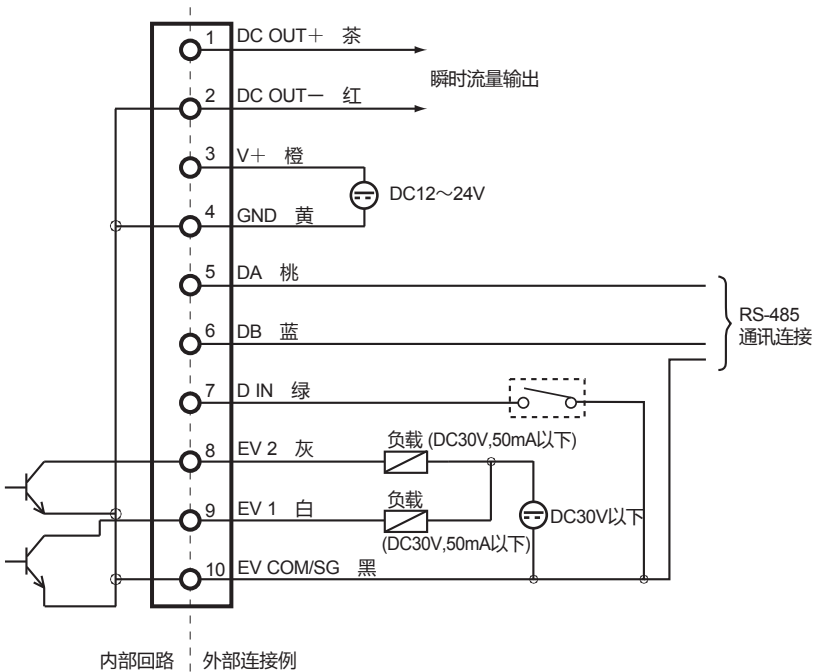 1 DC OUT＋ 茶
瞬时流量输出
2 DC OUT－ 红
3 V＋ 橙
DC12～24V
4 GND 黄
5 DA 桃
RS-485
通讯连接
6 DB 蓝
7 D IN 绿
8 EV 2 灰
负载 (DC30V,50mA以下)
9 EV 1 白
负载
(DC30V,50mA以下)
DC30V以下
10 EV COM/SG 黑
内部回路 外部连接例